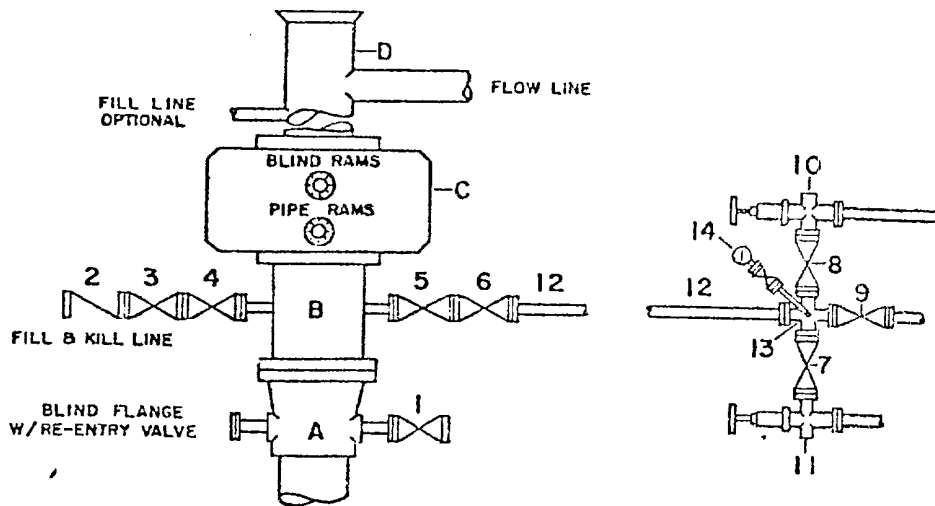 D
FLOW LINE
FILL LINE
OPTIONAL
BLIND RAMS
C
PIPE RAMS
10
14
8
2 3 4 B 5 6 12
12 9
FILL & KILL LINE
13
7
BLIND FLANGE
W/RE-ENTRY VALVE
A
1
11